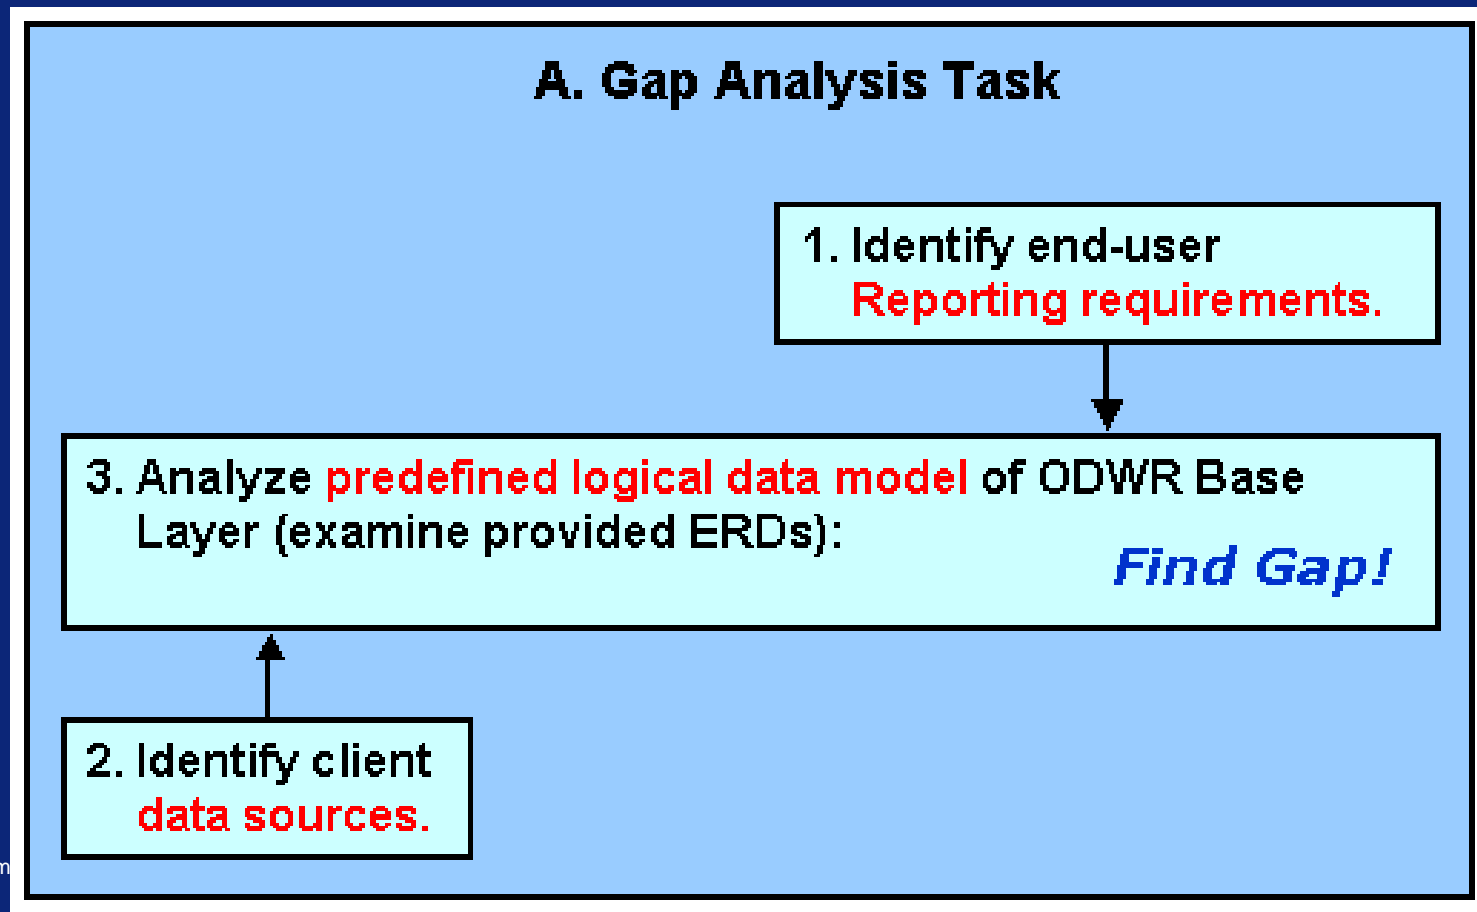 A. Gap Analysis Task
1. Identify end-user
Reporting requirements.
3. Analyze predefined logical data model of ODWR Base
Layer (examine provided ERDs):
Find Gap!
2. Identify client
data sources.